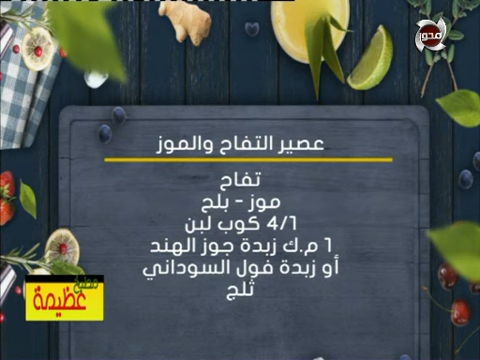 محور
عصير التفاح والموز
تفاح
موز - بلح
4/1 كوب لبن
1 م.ك زبدة جوز الهند
أو زبدة فول السوداني
ثلج
مطبخ
عظيمة